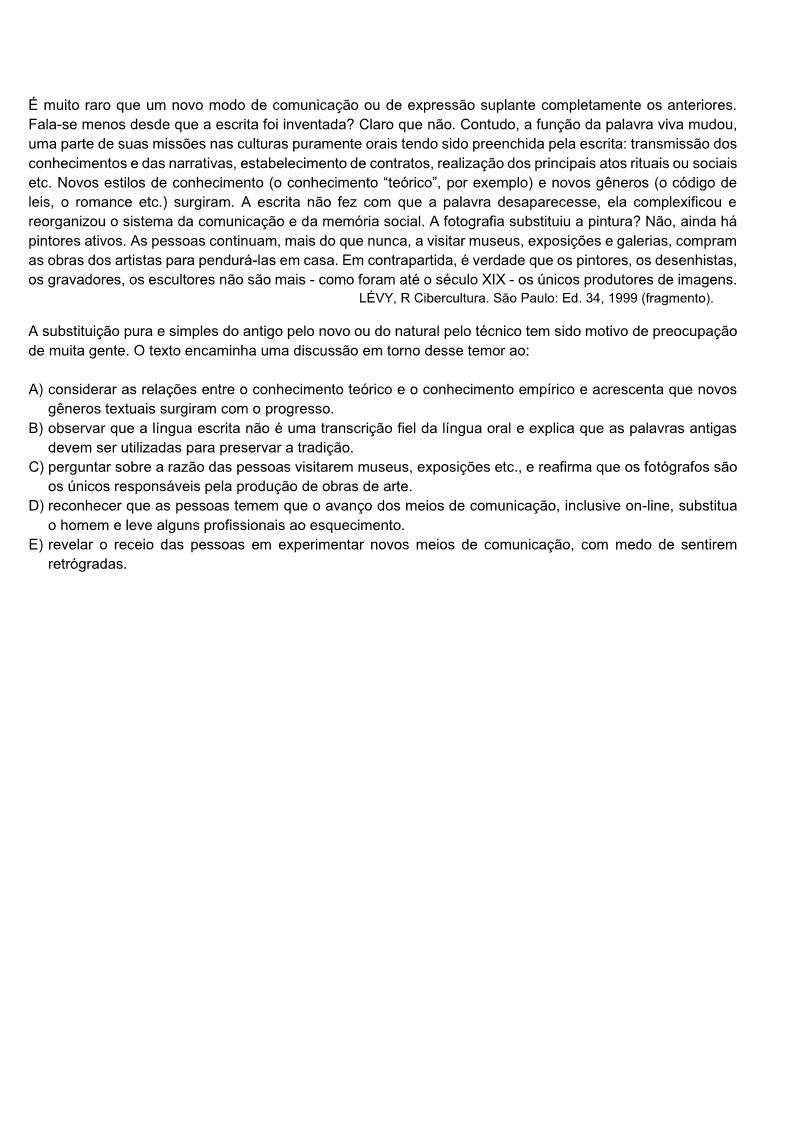 É muito raro que um novo modo de comunicação ou de expressão suplante completamente os anteriores.
Fala-se menos desde que a escrita foi inventada? Claro que não. Contudo, a função da palavra viva mudou,
uma parte de suas missões nas culturas puramente orais tendo sido preenchida pela escrita: transmissão dos
conhecimentos e das narrativas, estabelecimento de contratos, realização dos principais atos rituais ou sociais
etc. Novos estilos de conhecimento (o conhecimento “teórico”, por exemplo) e novos gêneros (o código de
leis, o romance etc.) surgiram. A escrita não fez com que a palavra desaparecesse, ela complexificou e
reorganizou o sistema da comunicação e da memória social. A fotografia substituiu a pintura? Não, ainda há
pintores ativos. As pessoas continuam, mais do que nunca, a visitar museus, exposições e galerias, compram
as obras dos artistas para pendurá-las em casa. Em contrapartida, é verdade que os pintores, os desenhistas,
os gravadores, os escultores não são mais - como foram até o século XIX - os únicos produtores de imagens.
LÉVY, R Cibercultura. São Paulo: Ed. 34, 1999 (fragmento).
A substituição pura e simples do antigo pelo novo ou do natural pelo técnico tem sido motivo de preocupação
de muita gente. O texto encaminha uma discussão em torno desse temor ao:
A) considerar as relações entre o conhecimento teórico e o conhecimento empírico e acrescenta que novos
gêneros textuais surgiram com o progresso.
B) observar que a língua escrita não é uma transcrição fiel da língua oral e explica que as palavras antigas
devem ser utilizadas para preservar a tradição.
C) perguntar sobre a razão das pessoas visitarem museus, exposições etc., e reafirma que os fotógrafos são
os únicos responsáveis pela produção de obras de arte.
D) reconhecer que as pessoas temem que o avanço dos meios de comunicação, inclusive on-line, substitua
o homem e leve alguns profissionais ao esquecimento.
E) revelar o receio das pessoas em experimentar novos meios de comunicação, com medo de sentirem
retrógradas.